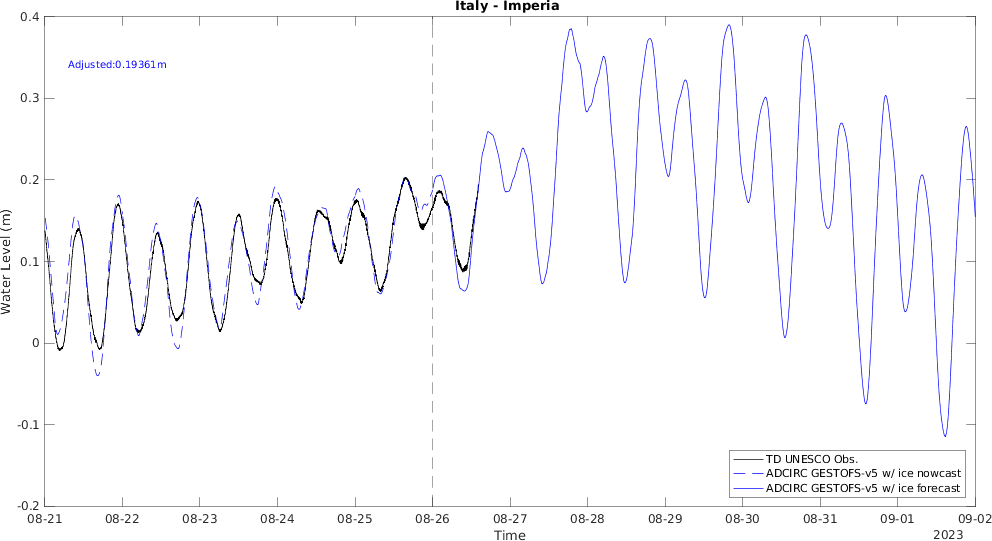 Italy - Imperia
Adjusted:0.19361m
0.4
0.3
0.2
0.1
0
-0.1
-0.2
Water Level (m)
08-21 08-22 08-23 08-24 08-25 08-26 08-27 08-28 08-29 08-30 08-31 09-01 09-02
Time
2023
TD UNESCO Obs.
ADCIRC GESTOFS-v5 w/ ice nowcast
ADCIRC GESTOFS-v5 w/ ice forecast